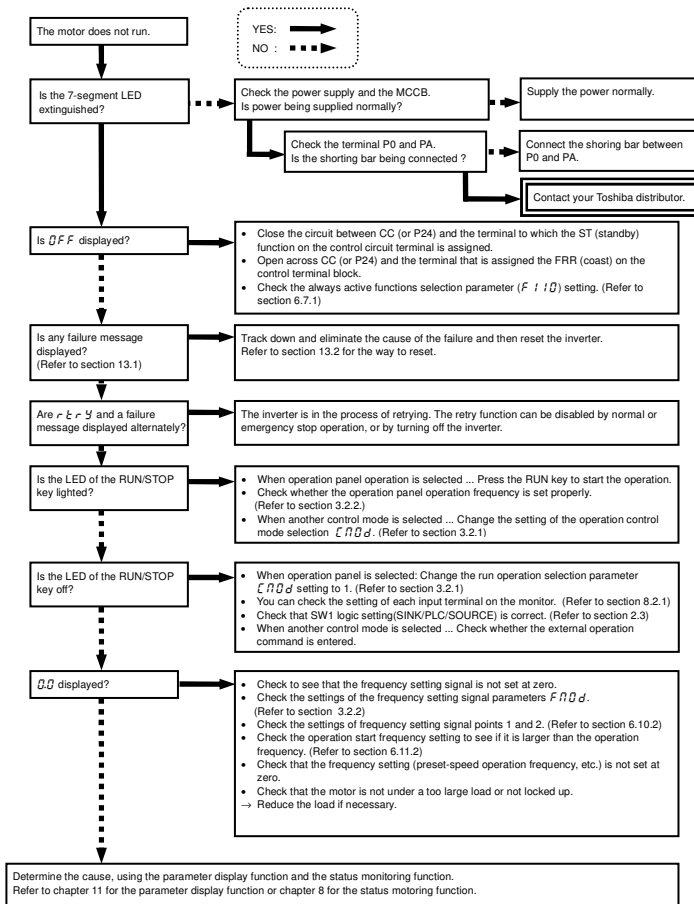 The motor does not run.
YES:
NO :
Is the 7-segment LED
extinguished?
Check the power supply and the MCCB.
Is power being supplied normally?
Supply the power normally.
Check the terminal P0 and PA.
Is the shorting bar being connected ?
Connect the shoring bar between
P0 and PA.
Contact your Toshiba distributor.
Is OFF displayed?
• Close the circuit between CC (or P24) and the terminal to which the ST (standby)
function on the control circuit terminal is assigned.
• Open across CC (or P24) and the terminal that is assigned the FRR (coast) on the
control terminal block.
• Check the always active functions selection parameter (F110) setting. (Refer to
section 6.7.1)
Is any failure message
displayed?
(Refer to section 13.1)
Track down and eliminate the cause of the failure and then reset the inverter.
Refer to section 13.2 for the way to reset.
Are rtry and a failure
message displayed alternately?
The inverter is in the process of retrying. The retry function can be disabled by normal or
emergency stop operation, or by turning off the inverter.
Is the LED of the RUN/STOP
key lighted?
• When operation panel operation is selected ... Press the RUN key to start the operation.
• Check whether the operation panel operation frequency is set properly.
(Refer to section 3.2.2.)
• When another control mode is selected ... Change the setting of the operation control
mode selection CMOd. (Refer to section 3.2.1)
Is the LED of the RUN/STOP
key off?
• When operation panel is selected: Change the run operation selection parameter
CMOd setting to 1. (Refer to section 3.2.1)
• You can check the setting of each input terminal on the monitor. (Refer to section 8.2.1)
• Check that SW1 logic setting(SINK/PLC/SOURCE) is correct. (Refer to section 2.3)
• When another control mode is selected ... Check whether the external operation
command is entered.
0.0 displayed?
• Check to see that the frequency setting signal is not set at zero.
• Check the settings of the frequency setting signal parameters FMOd.
(Refer to section 3.2.2)
• Check the settings of frequency setting signal points 1 and 2. (Refer to section 6.10.2)
• Check the operation start frequency setting to see if it is larger than the operation
frequency. (Refer to section 6.11.2)
• Check that the frequency setting (preset-speed operation frequency, etc.) is not set at
zero.
• Check that the motor is not under a too large load or not locked up.
→ Reduce the load if necessary.
Determine the cause, using the parameter display function and the status monitoring function.
Refer to chapter 11 for the parameter display function or chapter 8 for the status motoring function.